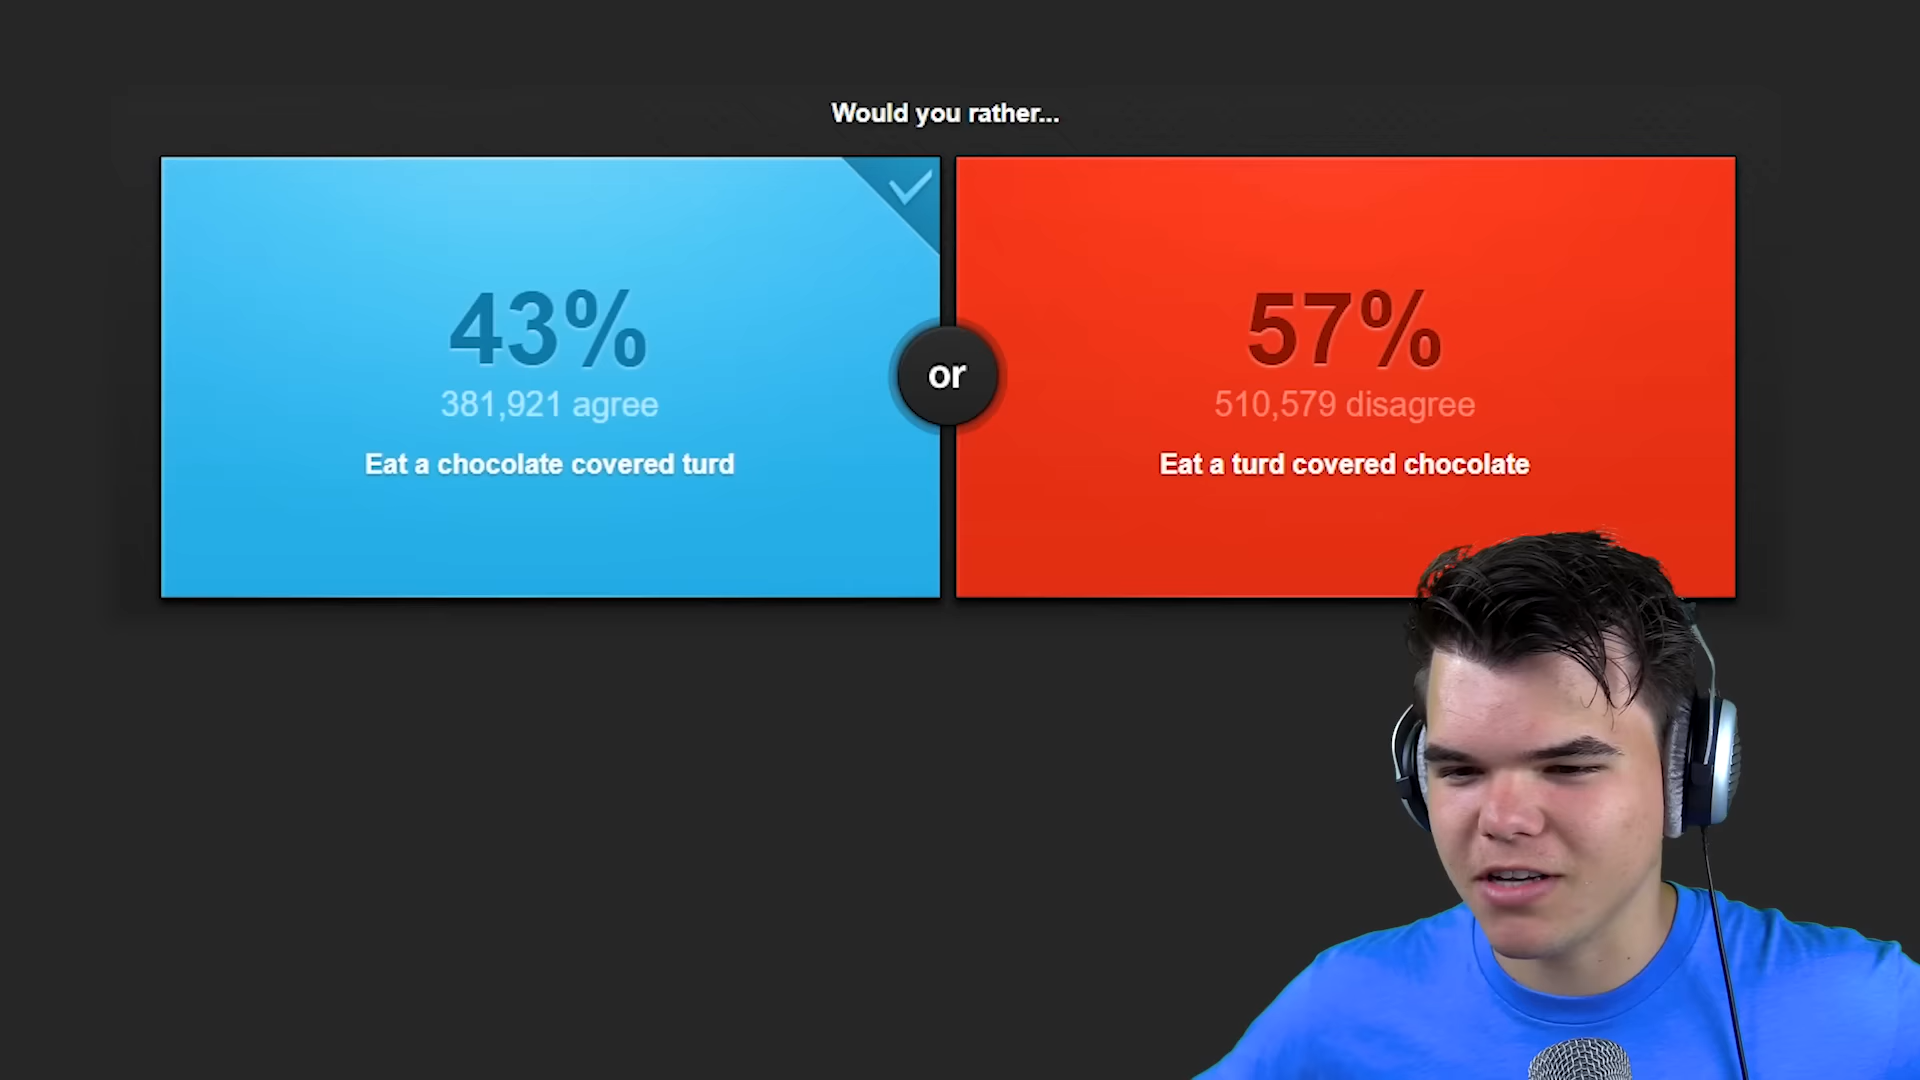 Would you rather...
43%
381,921 agree
Eat a chocolate covered turd
or
57%
510,579 disagree
Eat a turd covered chocolate